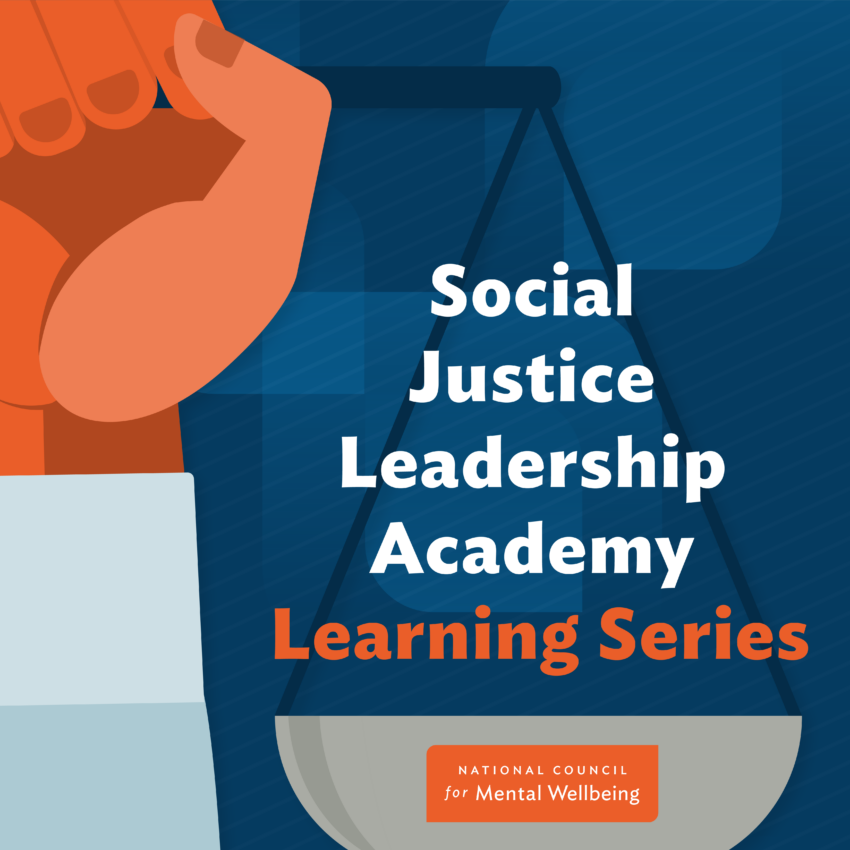 Social
Justice
Leadership
Academy
Learning Series
NATIONAL COUNCIL
for Mental Wellbeing